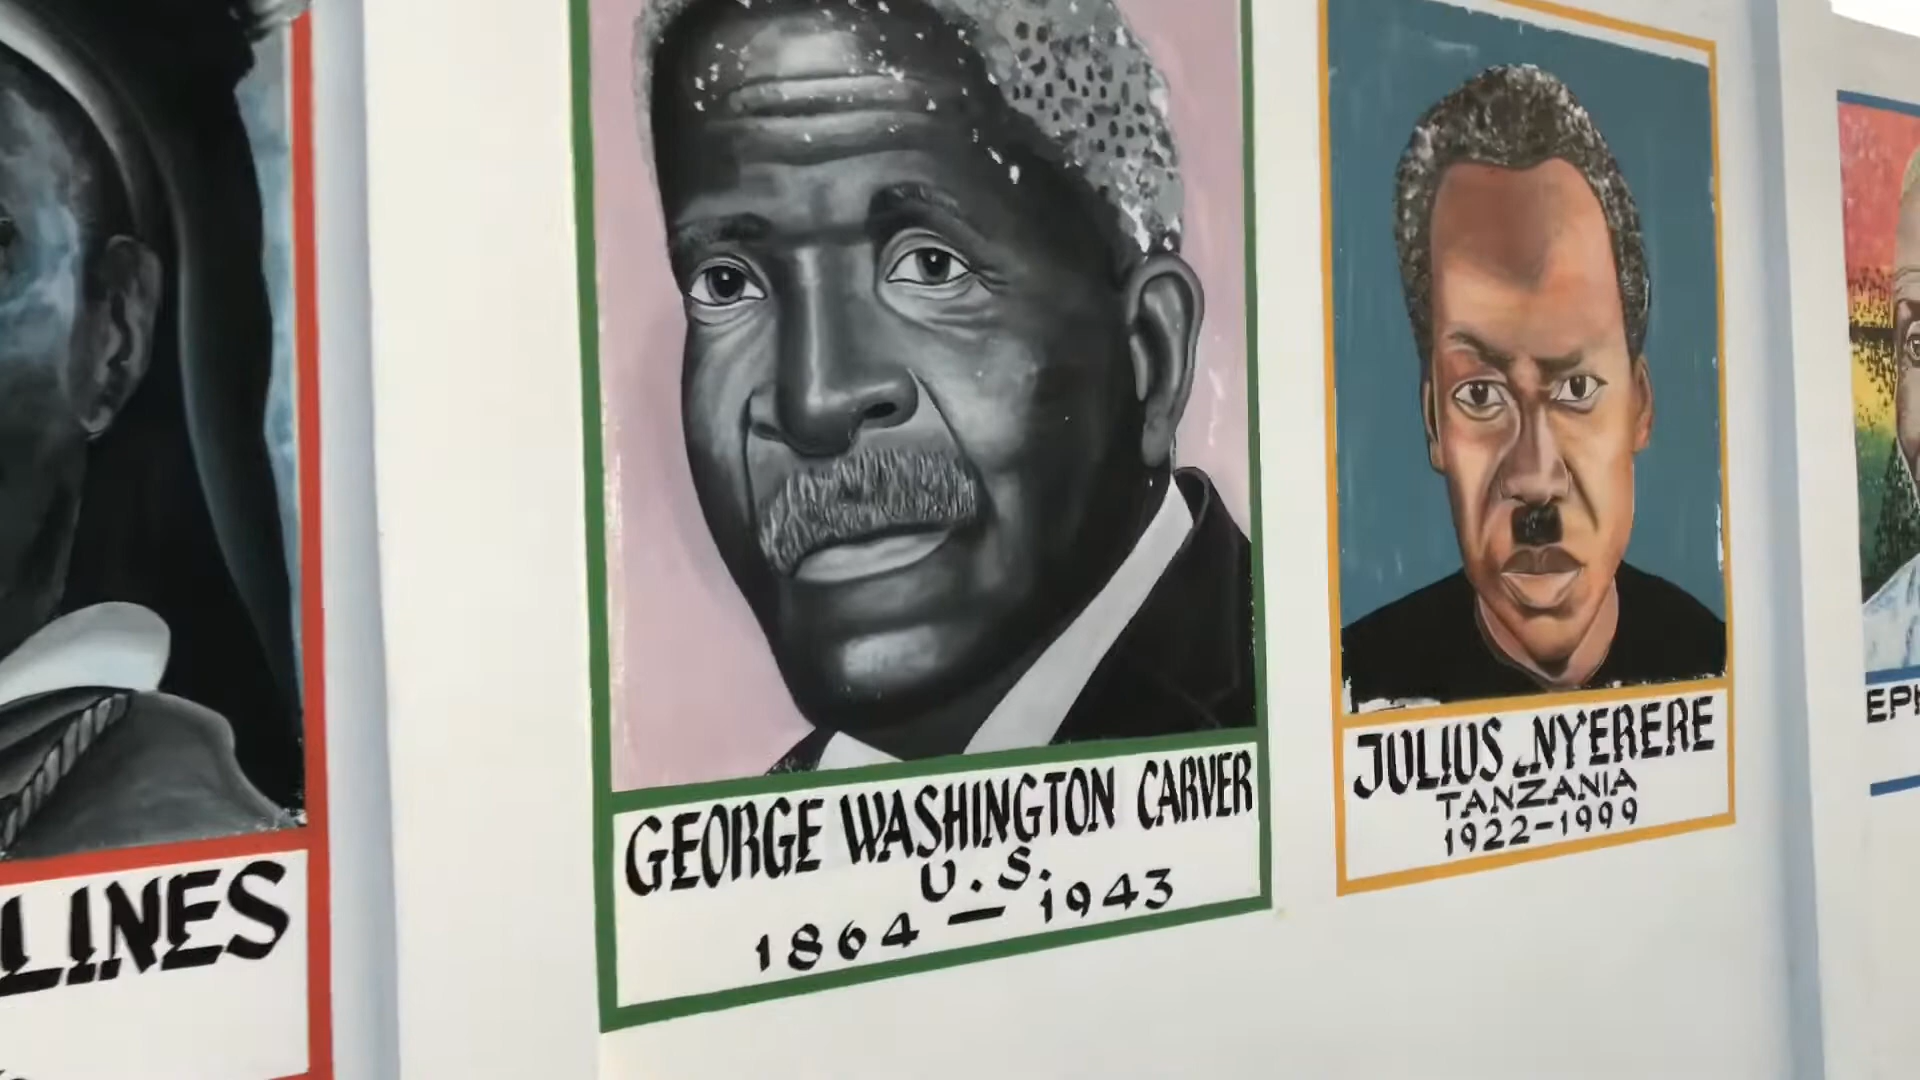 LINES
GEORGE WASHINGTON CARVER
U.S.
1864 — 1943
JULIUS NYERERE
TANZANIA
1922-1999
EPH